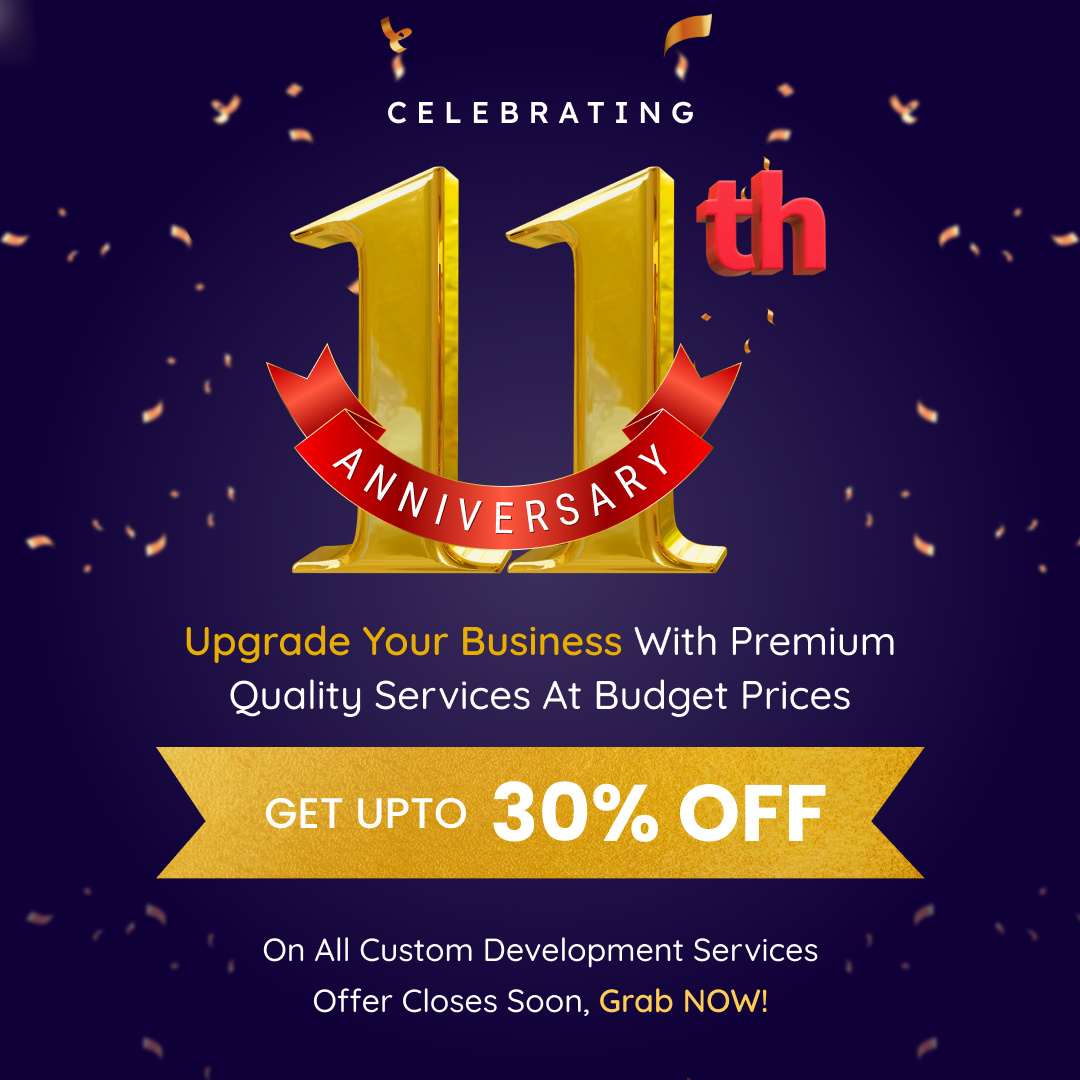 CELEBRATING
11th
ANNIVERSARY
Upgrade Your Business With Premium
Quality Services At Budget Prices
GET UPTO 30% OFF
On All Custom Development Services
Offer Closes Soon, Grab NOW!